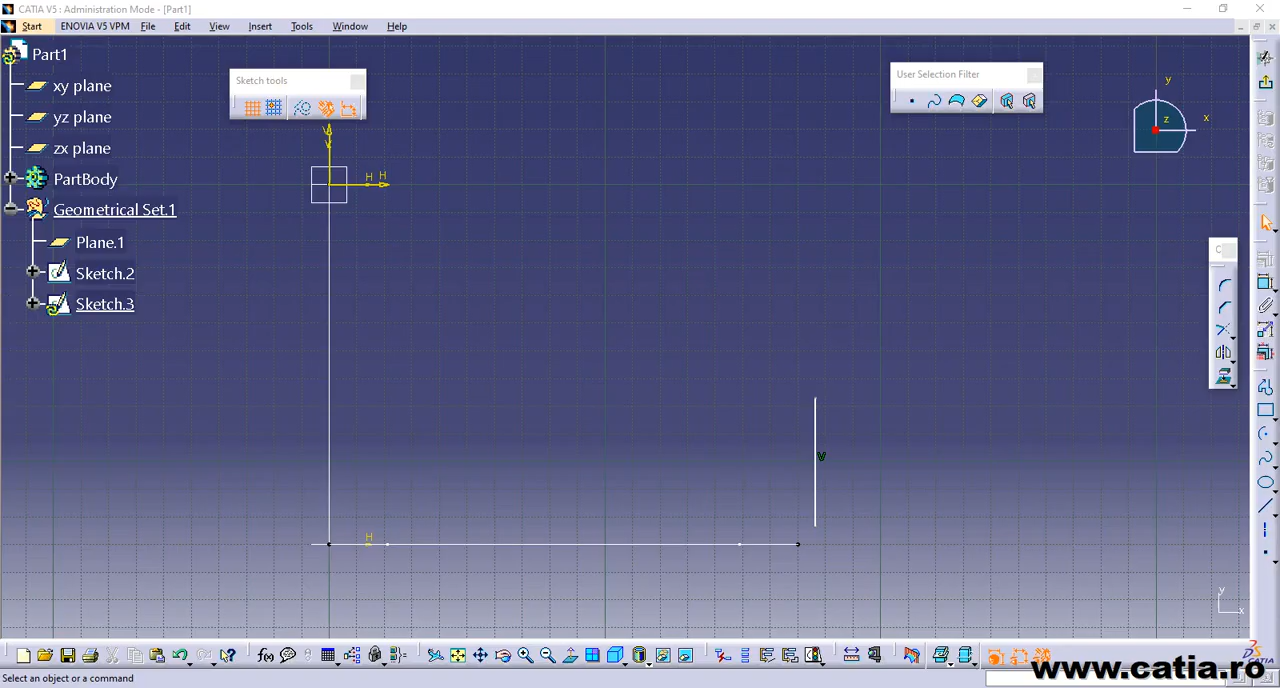 CATIA V5 : Administration Mode - [Part1]
Start ENOVIA V5 VPM File Edit View Insert Tools Window Help
Part1
xy plane
yz plane
zx plane
PartBody
Geometrical Set.1
Plane.1
Sketch.2
Sketch.3
Sketch tools
User Selection Filter
y
x
z
V
H H
C
V
H
y
x
f(x)
www.catia.ro
CATIA
Select an object or a command